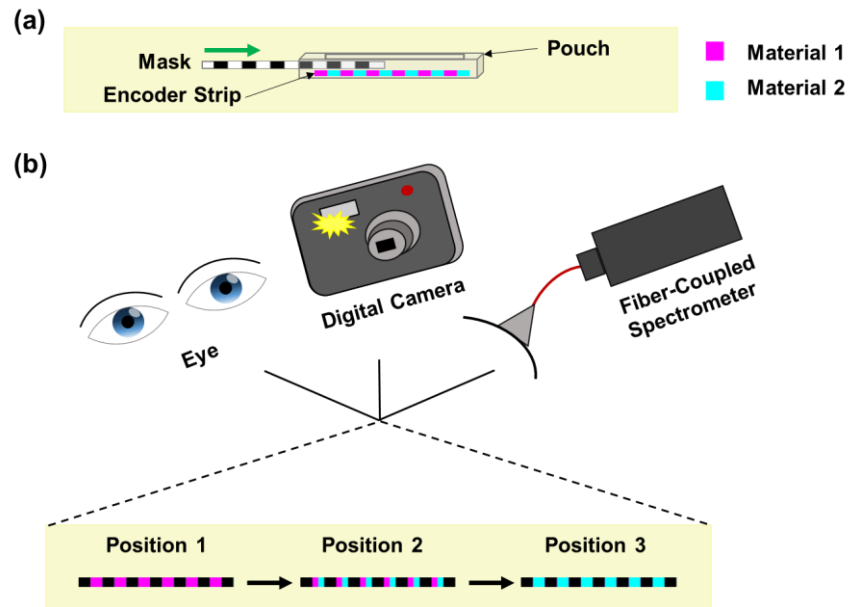 (a)
Mask
Encoder Strip
Pouch
Material 1
Material 2
(b)
Eye
Digital Camera
Fiber-Coupled
Spectrometer
Position 1
Position 2
Position 3